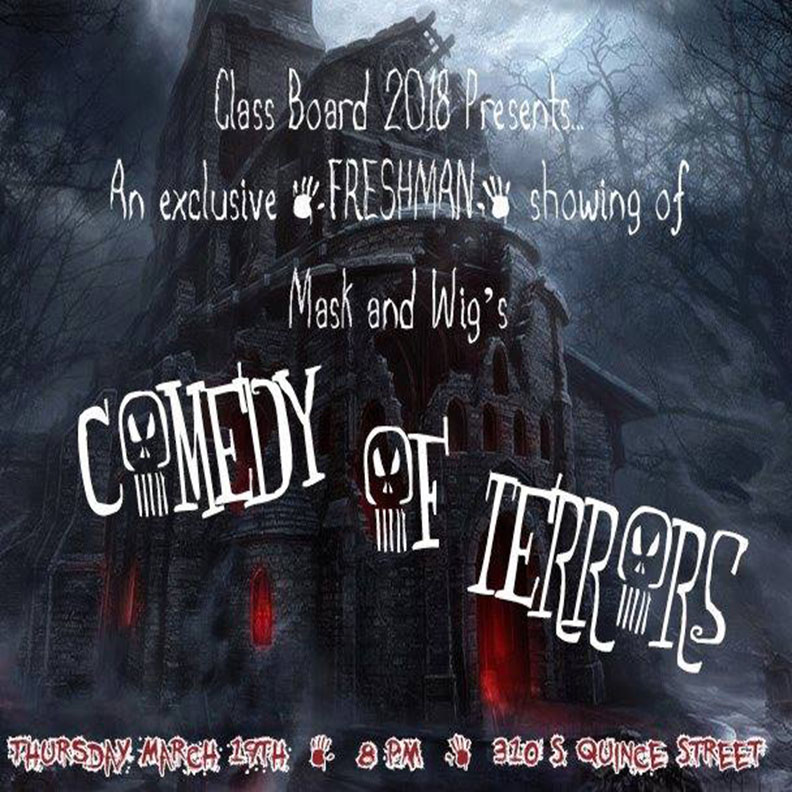 Class Board 2018 Presents...
An exclusive FRESHMAN showing of
Mask and Wig's
COMEDY OF TERRORS
THURSDAY MARCH 19TH 8 PM 310 S. QUINCE STREET